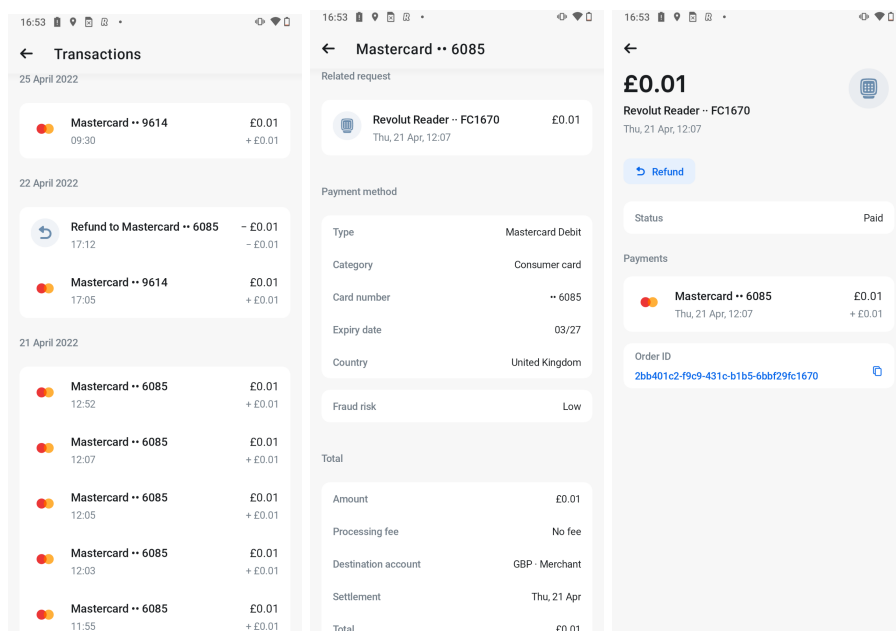 16:53
Transactions
25 April 2022
Mastercard •• 9614 £0.01
09:30 + £0.01
22 April 2022
Refund to Mastercard •• 6085 − £0.01
17:12 − £0.01
Mastercard •• 9614 £0.01
17:05 + £0.01
21 April 2022
Mastercard •• 6085 £0.01
12:52 + £0.01
Mastercard •• 6085 £0.01
12:07 + £0.01
Mastercard •• 6085 £0.01
12:05 + £0.01
Mastercard •• 6085 £0.01
12:03 + £0.01
Mastercard •• 6085 £0.01
11:55 + £0.01
16:53
Mastercard •• 6085
Related request
Revolut Reader ·· FC1670 £0.01
Thu, 21 Apr, 12:07
Payment method
Type Mastercard Debit
Category Consumer card
Card number •• 6085
Expiry date 03/27
Country United Kingdom
Fraud risk Low
Total
Amount £0.01
Processing fee No fee
Destination account GBP · Merchant
Settlement Thu, 21 Apr
Total £0.01
16:53
£0.01
Revolut Reader ·· FC1670
Thu, 21 Apr, 12:07
Refund
Status Paid
Payments
Mastercard •• 6085 £0.01
Thu, 21 Apr, 12:07 + £0.01
Order ID
2bb401c2-f9c9-431c-b1b5-6bbf29fc1670